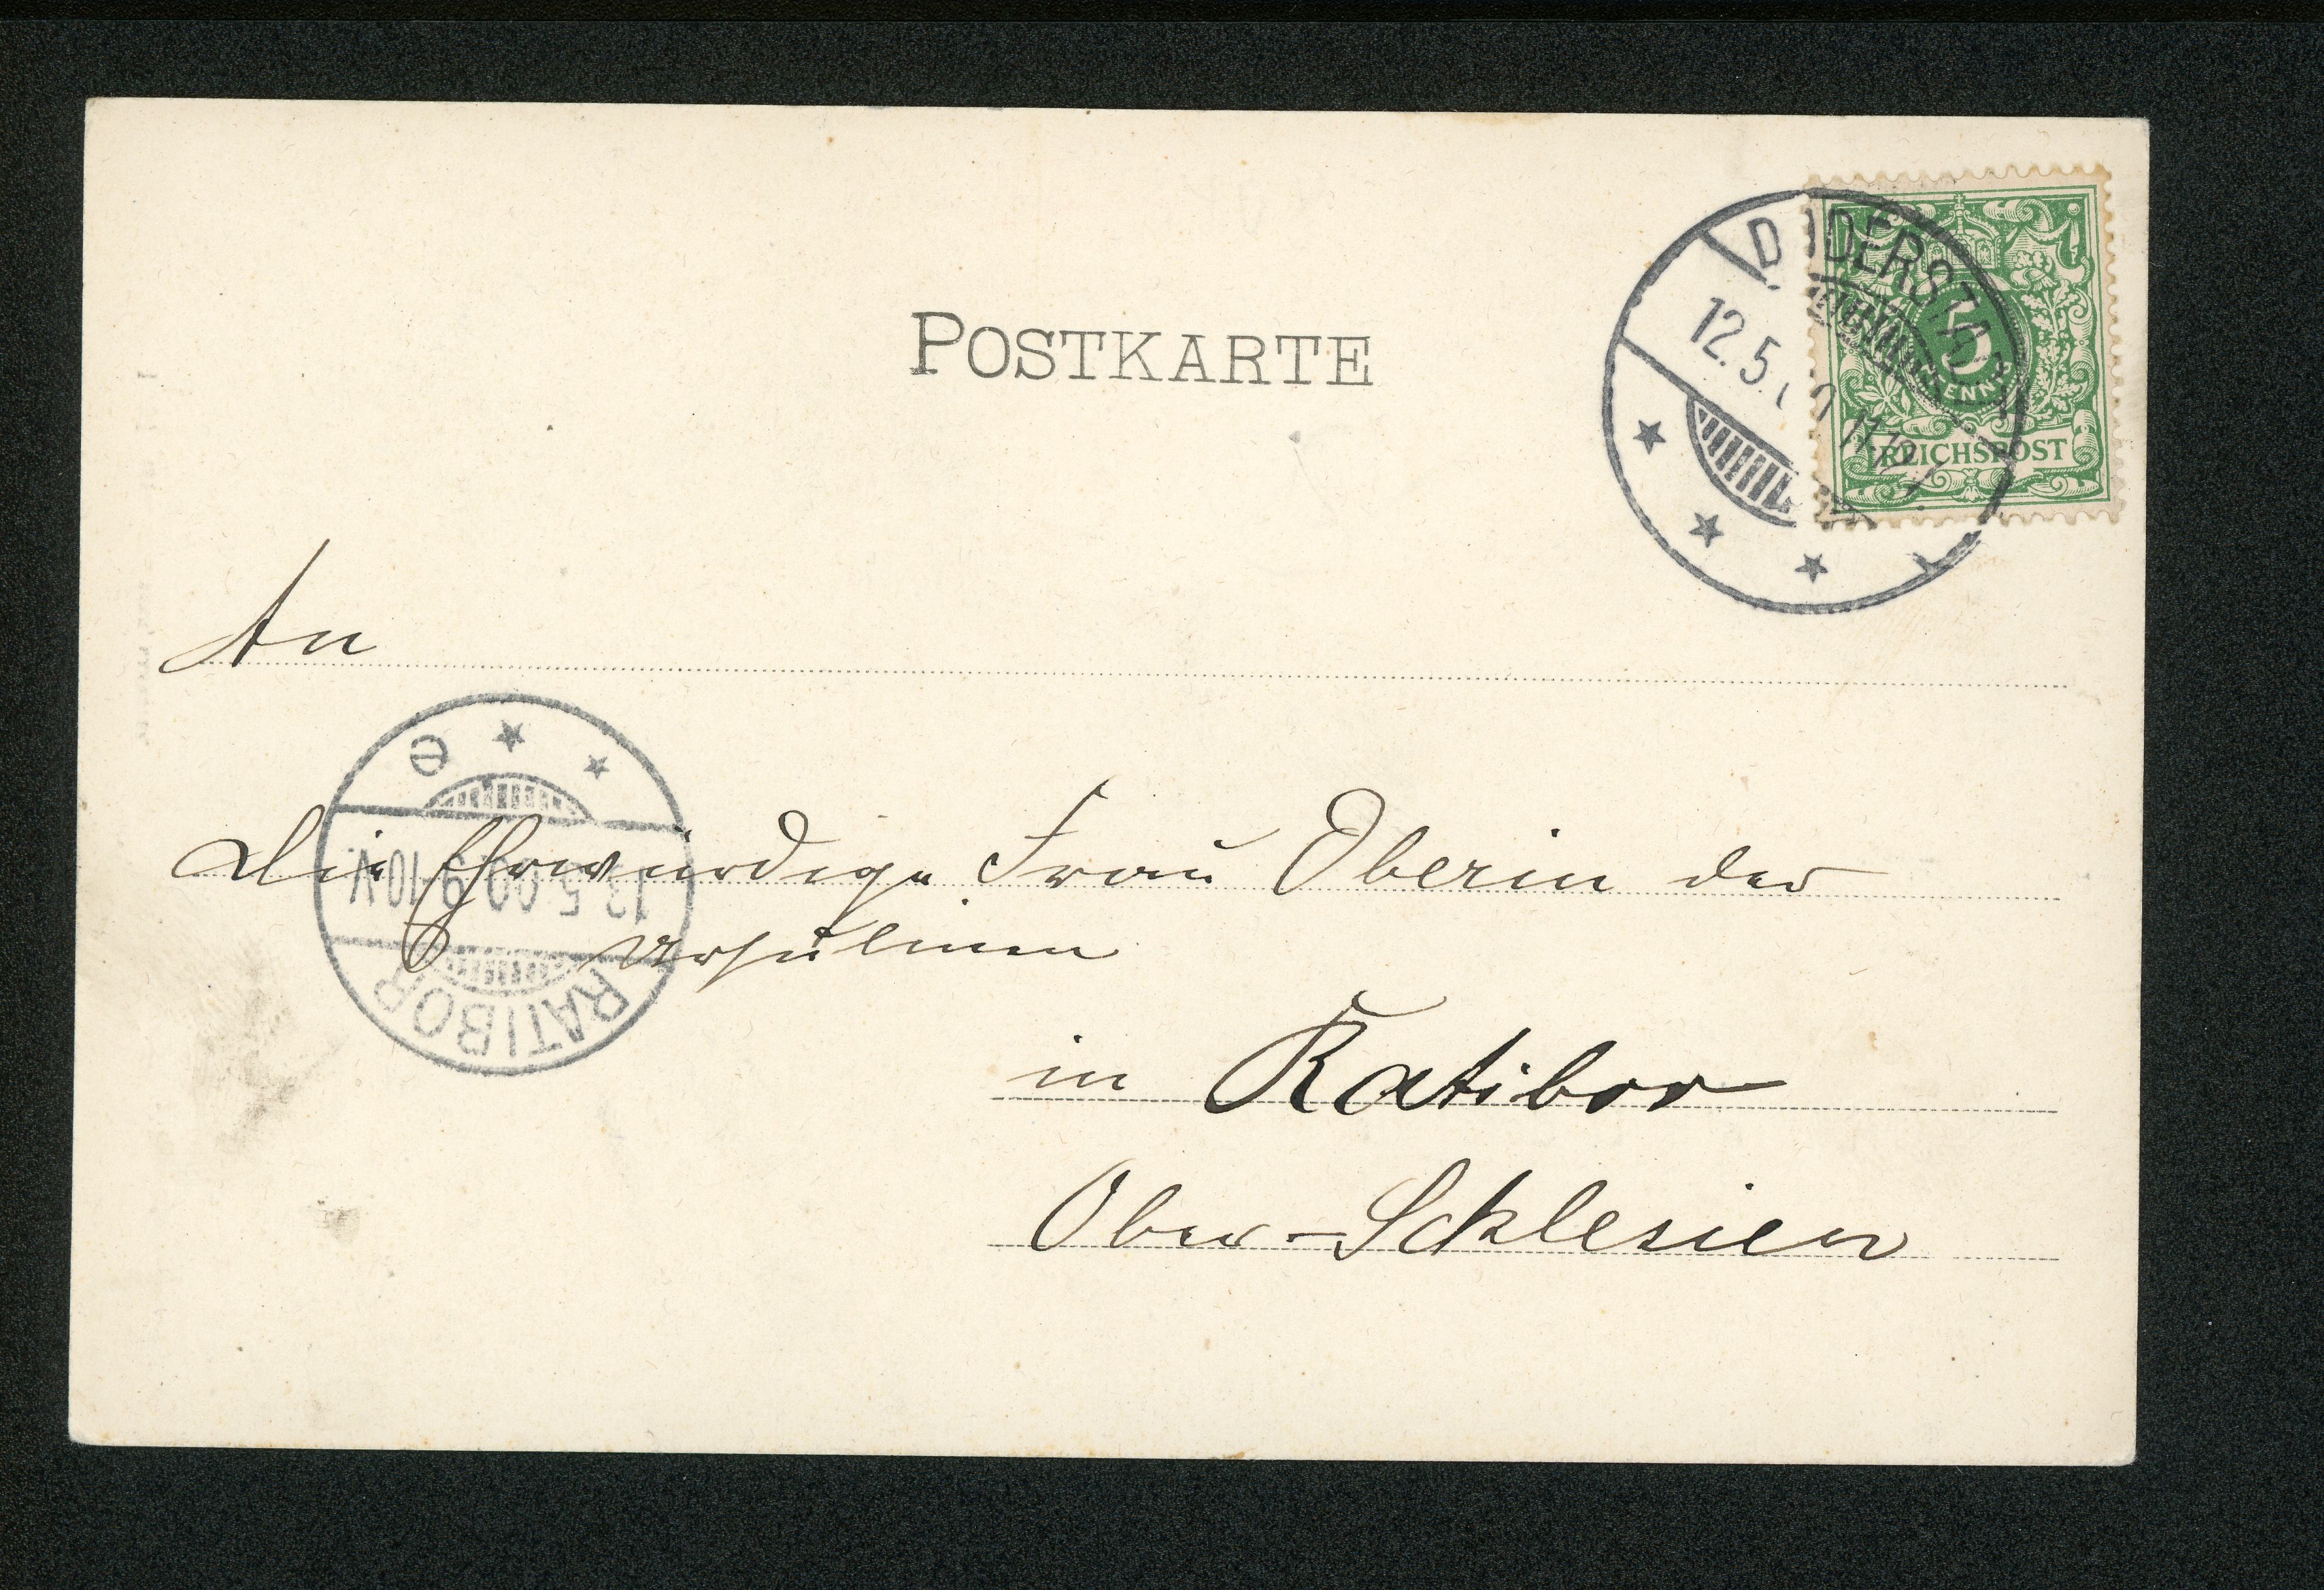 POSTKARTE
DUDERSTADT
12.5.00 11-12 V.
5
PFENNIG
REICHSPOST
An
die Ehrwürdige Frau Oberin der
Ursulinen
in Ratibor
Ober-Schlesien
RATIBOR
13.5.00 9-10 V.